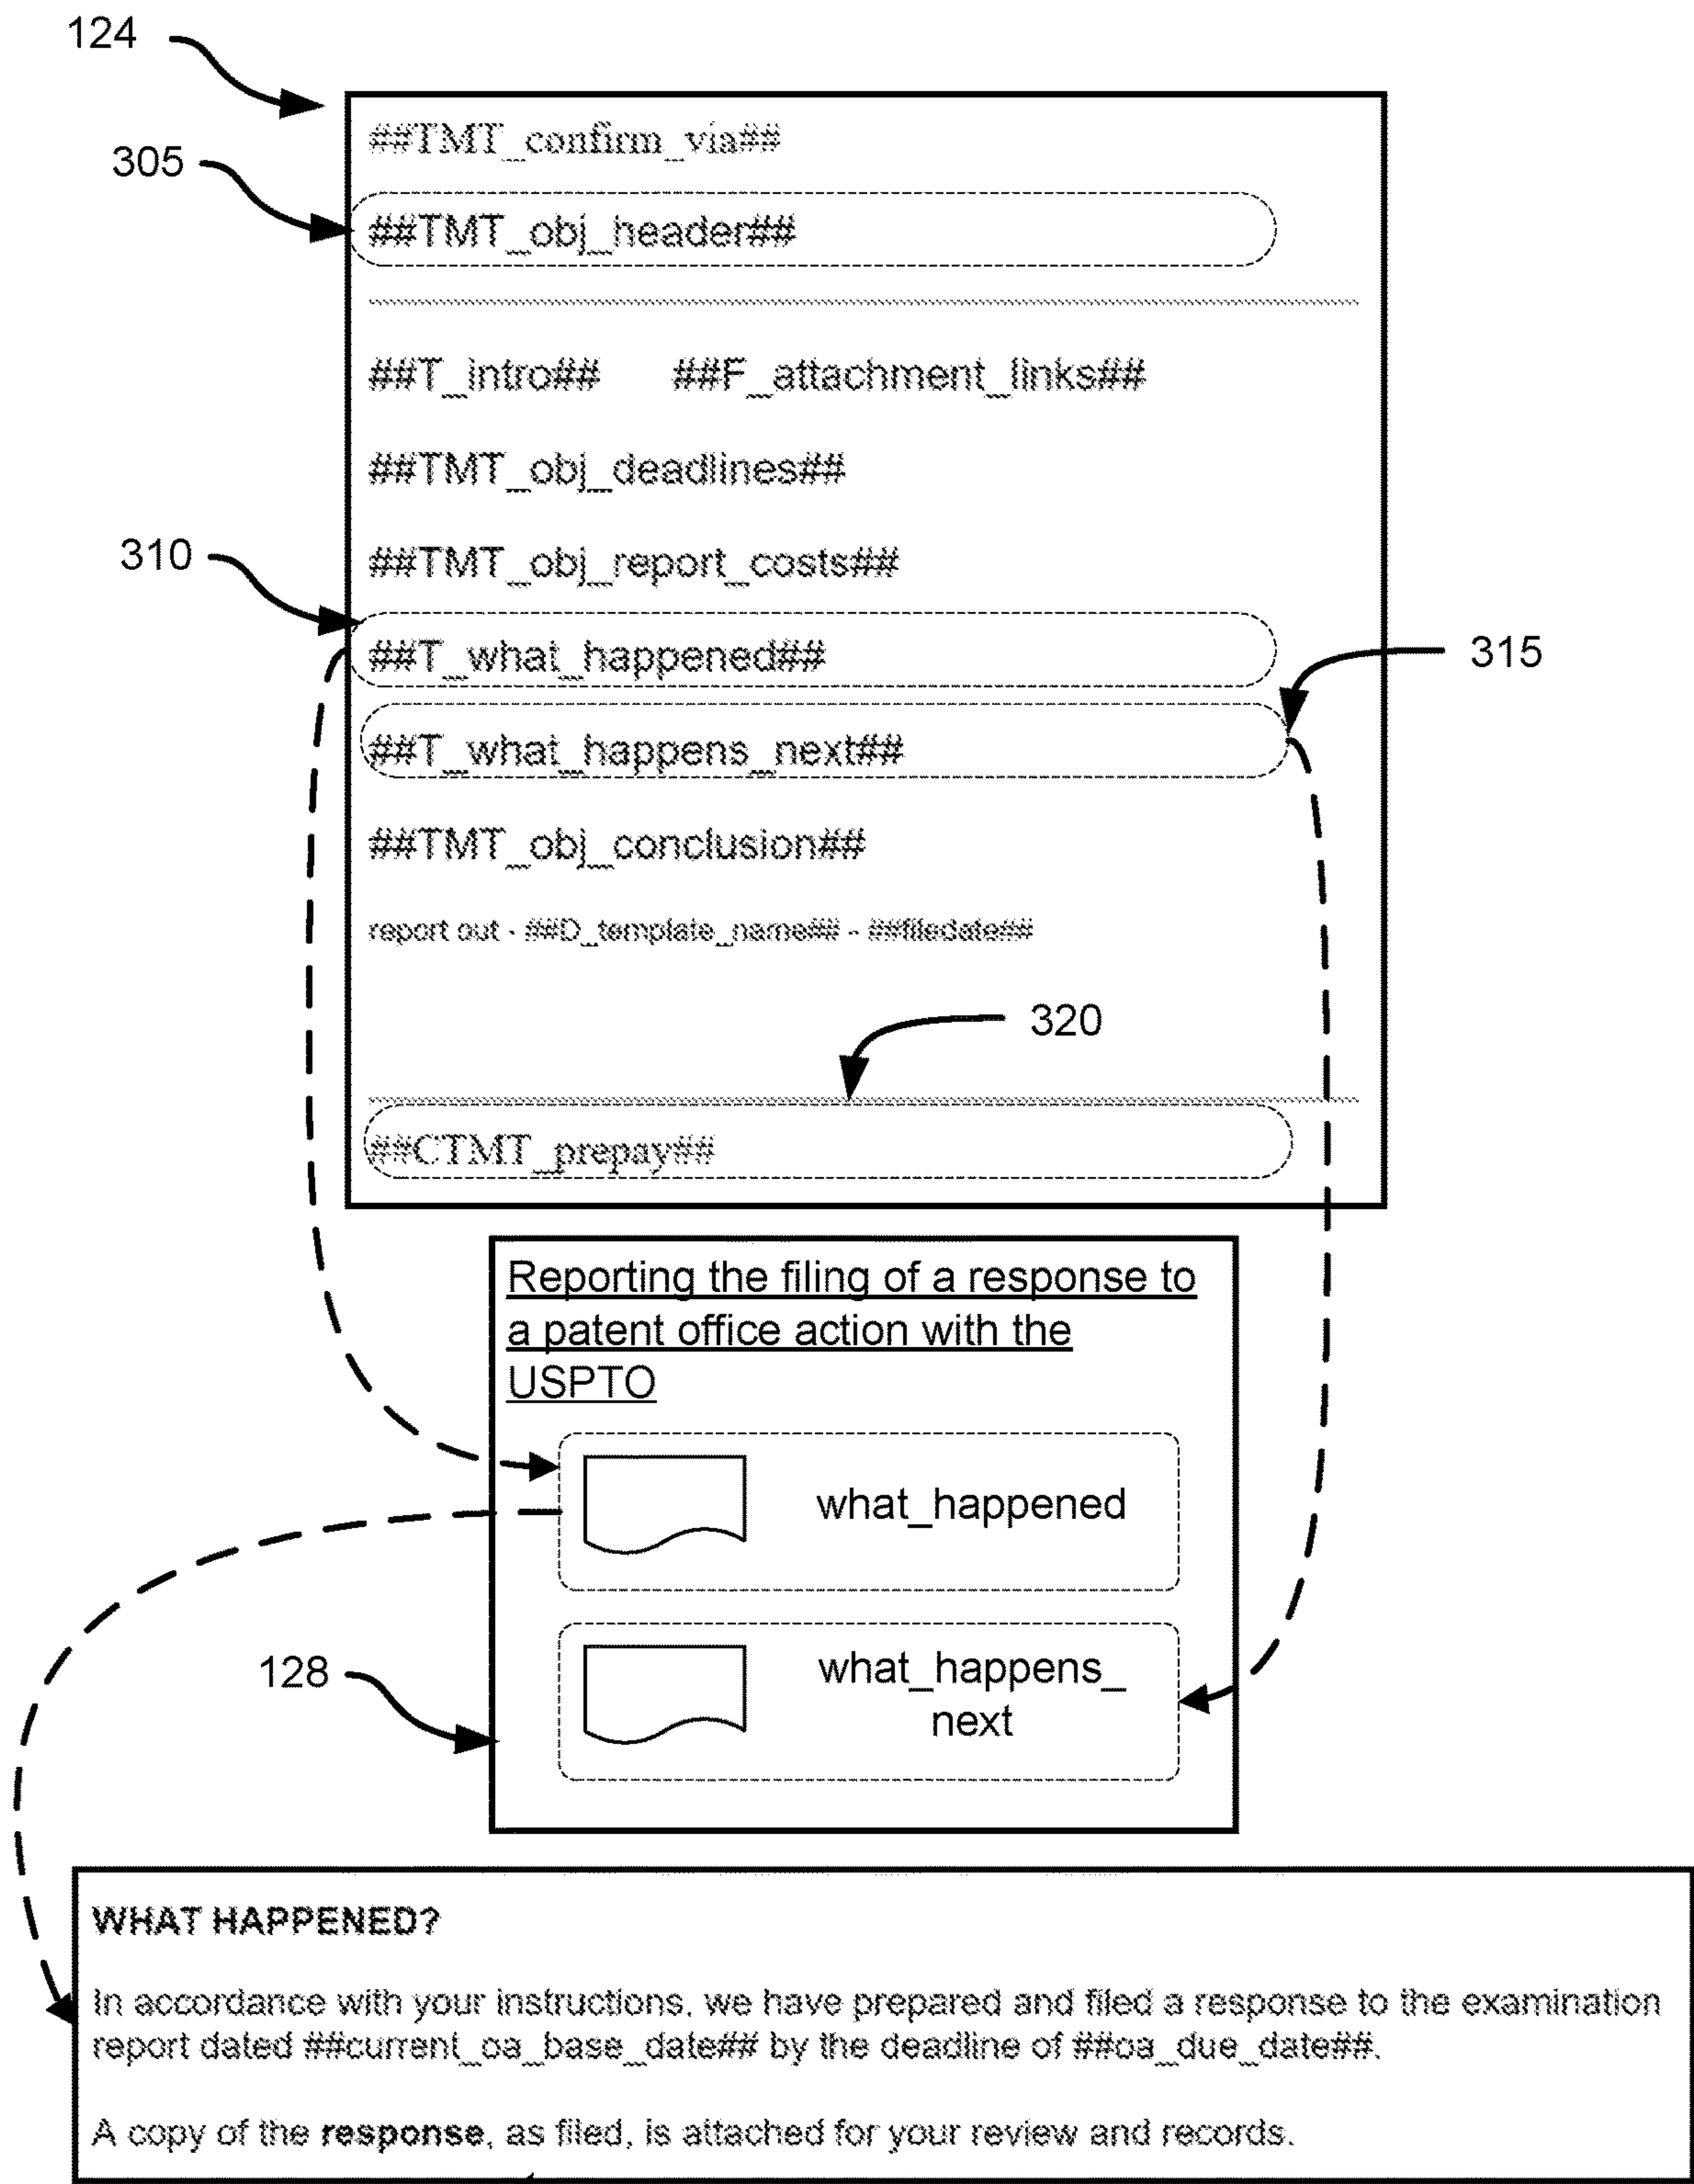 124
##TMT_confirm_via##
305
##TMT_obj_header##
##T_intro## ##F_attachment_links##
##TMT_obj_deadlines##
310
##TMT_obj_report_costs##
##T_what_happened##
315
##T_what_happens_next##
##TMT_obj_conclusion##
report out - ##D_template_name## - ##filedate##
320
##CTMT_prepay##
Reporting the filing of a response to
a patent office action with the
USPTO
what_happened
128
what_happens_
next
WHAT HAPPENED?
In accordance with your instructions, we have prepared and filed a response to the examination
report dated ##current_oa_base_date## by the deadline of ##oa_due_date##.
A copy of the response, as filed, is attached for your review and records.